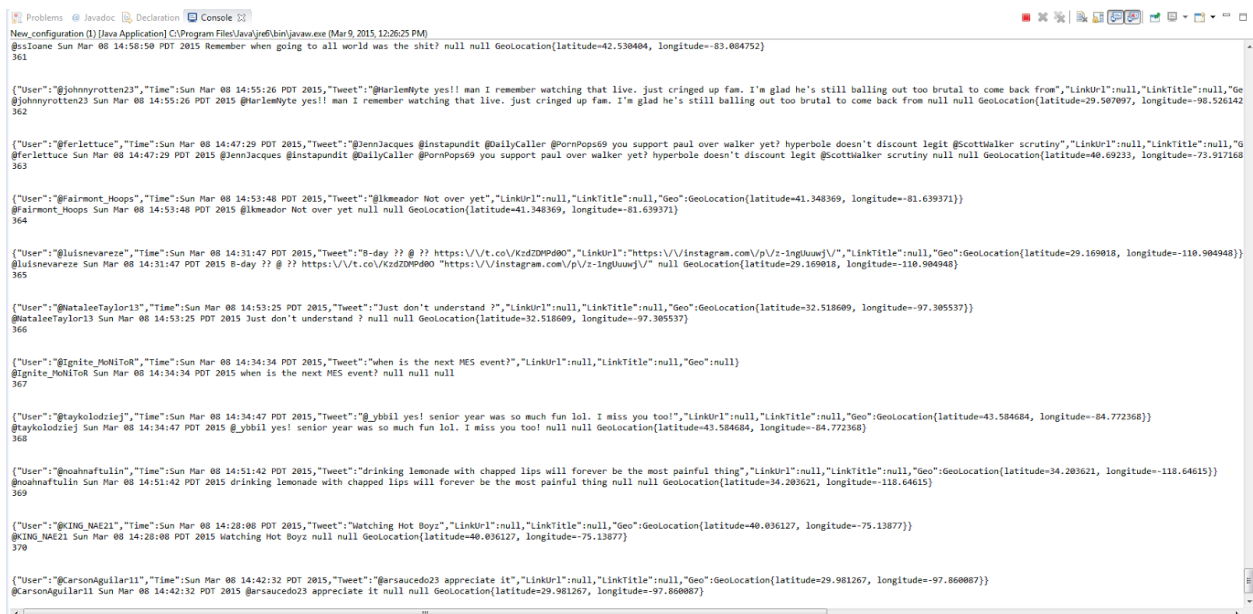 Problems @ Javadoc Declaration Console
New_configuration (1) [Java Application] C:\Program Files\Java\jre6\bin\javaw.exe (Mar 9, 2015, 12:26:25 PM)
@ssIoane Sun Mar 08 14:58:50 PDT 2015 Remember when going to all world was the shit? null null GeoLocation{latitude=42.530404, longitude=-83.084752}
361
{"User":"@johnnyrotten23","Time":Sun Mar 08 14:55:26 PDT 2015,"Tweet":"@HarlemNyte yes!! man I remember watching that live. just cringed up fam. I'm glad he's still balling out too brutal to come back from","LinkUrl":null,"LinkTitle":null,"Ge
@johnnyrotten23 Sun Mar 08 14:55:26 PDT 2015 @HarlemNyte yes!! man I remember watching that live. just cringed up fam. I'm glad he's still balling out too brutal to come back from null null GeoLocation{latitude=29.507097, longitude=-98.526142
362
{"User":"@ferlettuce","Time":Sun Mar 08 14:47:29 PDT 2015,"Tweet":"@JennJacques @instapundit @DailyCaller @PornPops69 you support paul over walker yet? hyperbole doesn't discount legit @ScottWalker scrutiny","LinkUrl":null,"LinkTitle":null,"G
@ferlettuce Sun Mar 08 14:47:29 PDT 2015 @JennJacques @instapundit @DailyCaller @PornPops69 you support paul over walker yet? hyperbole doesn't discount legit @ScottWalker scrutiny null null GeoLocation{latitude=40.69233, longitude=-73.917168
363
{"User":"@Fairmont_Hoops","Time":Sun Mar 08 14:53:48 PDT 2015,"Tweet":"@lkmeador Not over yet","LinkUrl":null,"LinkTitle":null,"Geo":GeoLocation{latitude=41.348369, longitude=-81.639371}}
@Fairmont_Hoops Sun Mar 08 14:53:48 PDT 2015 @lkmeador Not over yet null null GeoLocation{latitude=41.348369, longitude=-81.639371}
364
{"User":"@luisnevareze","Time":Sun Mar 08 14:31:47 PDT 2015,"Tweet":"B-day ?? @ ?? https:\/\/t.co\/KzdZDMPd0O","LinkUrl":"https:\/\/instagram.com\/p\/z-1ngUuuwj\/","LinkTitle":null,"Geo":GeoLocation{latitude=29.169018, longitude=-110.904948}}
@luisnevareze Sun Mar 08 14:31:47 PDT 2015 B-day ?? @ ?? https:\/\/t.co\/KzdZDMPd0O "https:\/\/instagram.com\/p\/z-1ngUuuwj\/" null GeoLocation{latitude=29.169018, longitude=-110.904948}
365
{"User":"@NataleeTaylor13","Time":Sun Mar 08 14:53:25 PDT 2015,"Tweet":"Just don't understand ?","LinkUrl":null,"LinkTitle":null,"Geo":GeoLocation{latitude=32.518609, longitude=-97.305537}}
@NataleeTaylor13 Sun Mar 08 14:53:25 PDT 2015 Just don't understand ? null null GeoLocation{latitude=32.518609, longitude=-97.305537}
366
{"User":"@Ignite_MoNiToR","Time":Sun Mar 08 14:34:34 PDT 2015,"Tweet":"when is the next MES event?","LinkUrl":null,"LinkTitle":null,"Geo":null}
@Ignite_MoNiToR Sun Mar 08 14:34:34 PDT 2015 when is the next MES event? null null null
367
{"User":"@taykolodziej","Time":Sun Mar 08 14:34:47 PDT 2015,"Tweet":"@_ybbil yes! senior year was so much fun lol. I miss you too!","LinkUrl":null,"LinkTitle":null,"Geo":GeoLocation{latitude=43.584684, longitude=-84.772368}}
@taykolodziej Sun Mar 08 14:34:47 PDT 2015 @_ybbil yes! senior year was so much fun lol. I miss you too! null null GeoLocation{latitude=43.584684, longitude=-84.772368}
368
{"User":"@noahnaftulin","Time":Sun Mar 08 14:51:42 PDT 2015,"Tweet":"drinking lemonade with chapped lips will forever be the most painful thing","LinkUrl":null,"LinkTitle":null,"Geo":GeoLocation{latitude=34.203621, longitude=-118.64615}}
@noahnaftulin Sun Mar 08 14:51:42 PDT 2015 drinking lemonade with chapped lips will forever be the most painful thing null null GeoLocation{latitude=34.203621, longitude=-118.64615}
369
{"User":"@KING_NAE21","Time":Sun Mar 08 14:28:08 PDT 2015,"Tweet":"Watching Hot Boyz","LinkUrl":null,"LinkTitle":null,"Geo":GeoLocation{latitude=40.036127, longitude=-75.13877}}
@KING_NAE21 Sun Mar 08 14:28:08 PDT 2015 Watching Hot Boyz null null GeoLocation{latitude=40.036127, longitude=-75.13877}
370
{"User":"@CarsonAguilar11","Time":Sun Mar 08 14:42:32 PDT 2015,"Tweet":"@arsaucedo23 appreciate it","LinkUrl":null,"LinkTitle":null,"Geo":GeoLocation{latitude=29.981267, longitude=-97.860087}}
@CarsonAguilar11 Sun Mar 08 14:42:32 PDT 2015 @arsaucedo23 appreciate it null null GeoLocation{latitude=29.981267, longitude=-97.860087}